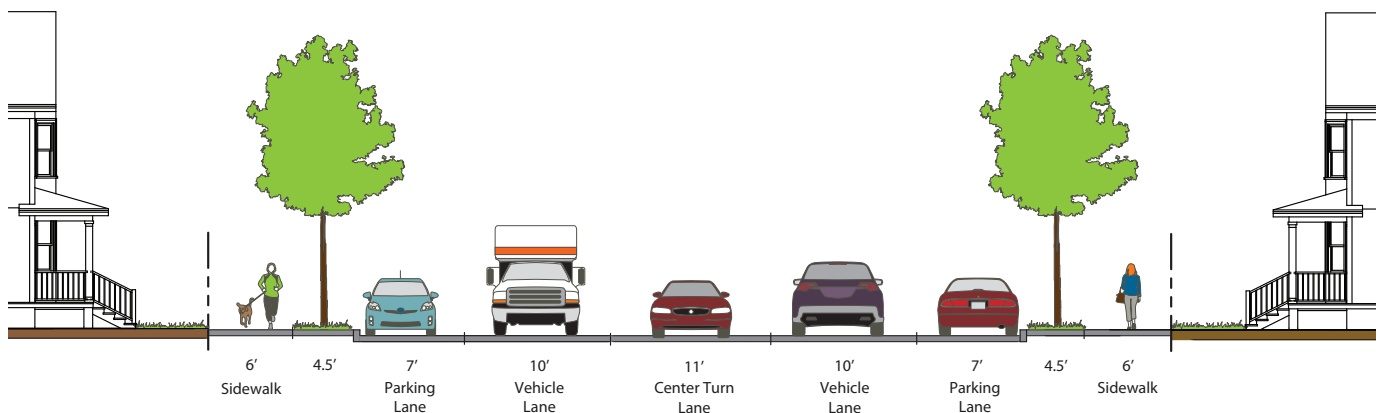 6’ 4.5’ 7’ 10’ 11’ 10’ 7’ 4.5’ 6’
Sidewalk Parking Vehicle Center Turn Vehicle Parking Sidewalk
Lane Lane Lane Lane Lane